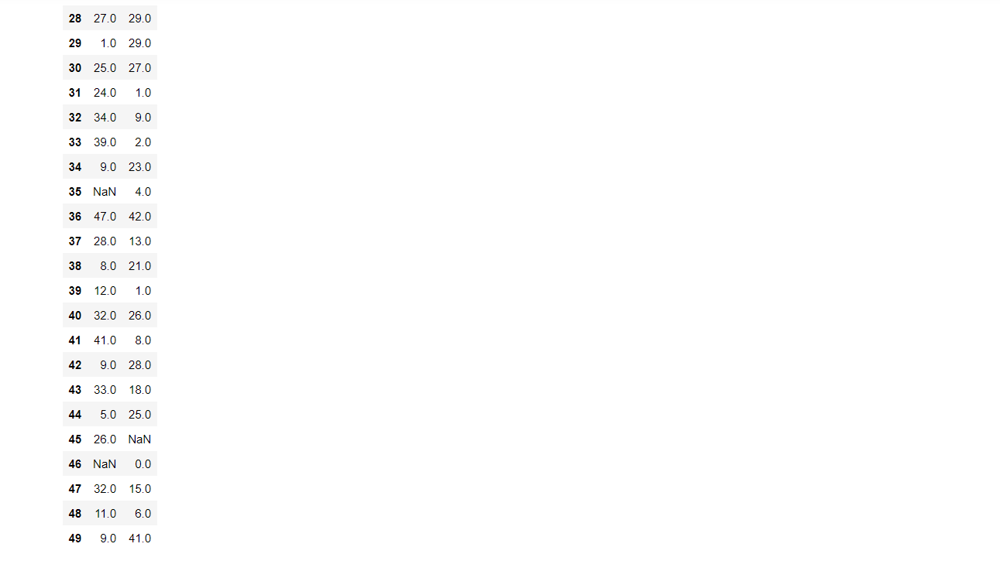 28 27.0 29.0
29 1.0 29.0
30 25.0 27.0
31 24.0 1.0
32 34.0 9.0
33 39.0 2.0
34 9.0 23.0
35 NaN 4.0
36 47.0 42.0
37 28.0 13.0
38 8.0 21.0
39 12.0 1.0
40 32.0 26.0
41 41.0 8.0
42 9.0 28.0
43 33.0 18.0
44 5.0 25.0
45 26.0 NaN
46 NaN 0.0
47 32.0 15.0
48 11.0 6.0
49 9.0 41.0